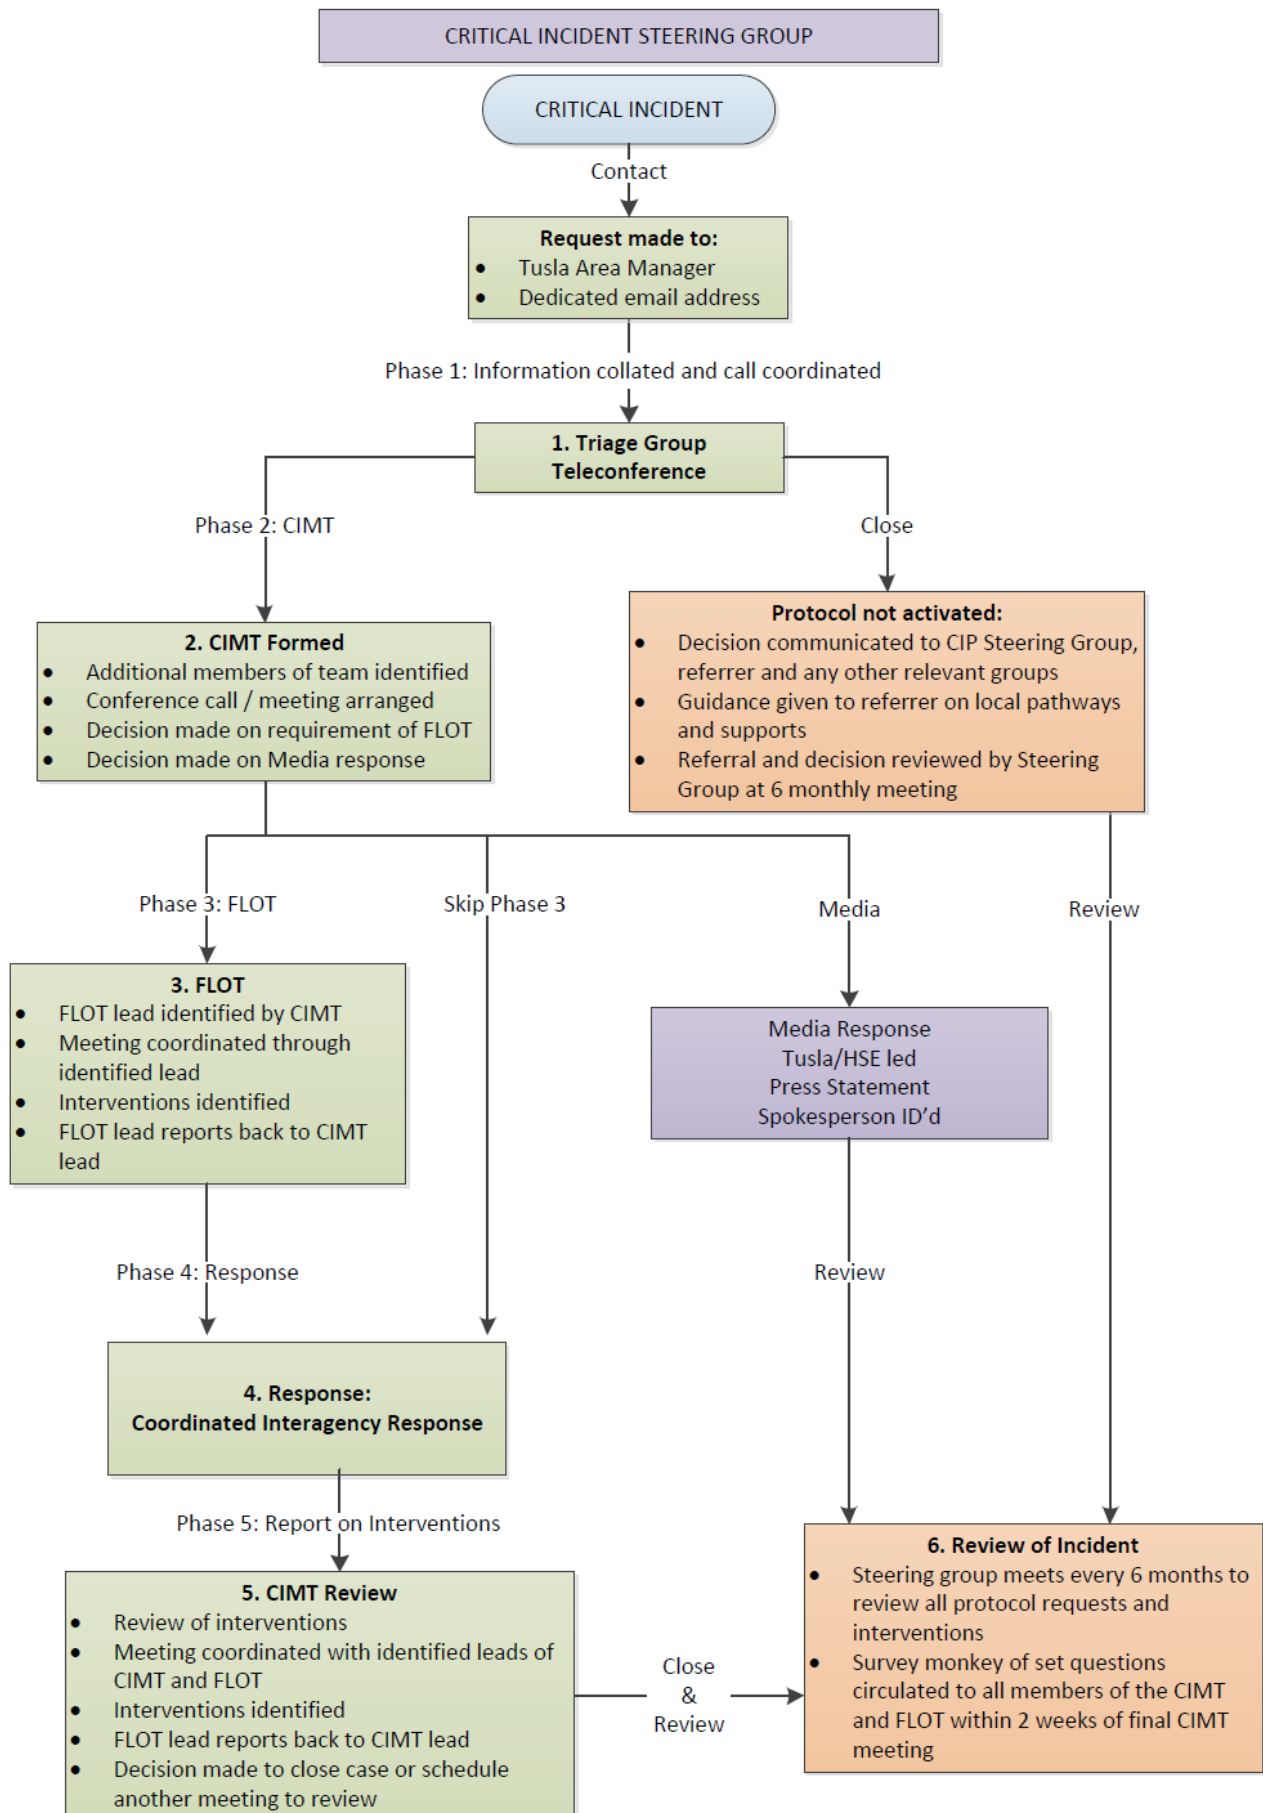 CRITICAL INCIDENT STEERING GROUP
CRITICAL INCIDENT
Contact
Request made to:
• Tusla Area Manager
• Dedicated email address
Phase 1: Information collated and call coordinated
1. Triage Group
Teleconference
Phase 2: CIMT
Close
2. CIMT Formed
• Additional members of team identified
• Conference call / meeting arranged
• Decision made on requirement of FLOT
• Decision made on Media response
Protocol not activated:
• Decision communicated to CIP Steering Group,
referrer and any other relevant groups
• Guidance given to referrer on local pathways
and supports
• Referral and decision reviewed by Steering
Group at 6 monthly meeting
Phase 3: FLOT
Skip Phase 3
Media
Review
3. FLOT
• FLOT lead identified by CIMT
• Meeting coordinated through
identified lead
• Interventions identified
• FLOT lead reports back to CIMT
lead
Media Response
Tusla/HSE led
Press Statement
Spokesperson ID’d
Phase 4: Response
Review
4. Response:
Coordinated Interagency Response
Phase 5: Report on Interventions
5. CIMT Review
• Review of interventions
• Meeting coordinated with identified leads of
CIMT and FLOT
• Interventions identified
• FLOT lead reports back to CIMT lead
• Decision made to close case or schedule
another meeting to review
Close
&
Review
6. Review of Incident
• Steering group meets every 6 months to
review all protocol requests and
interventions
• Survey monkey of set questions
circulated to all members of the CIMT
and FLOT within 2 weeks of final CIMT
meeting